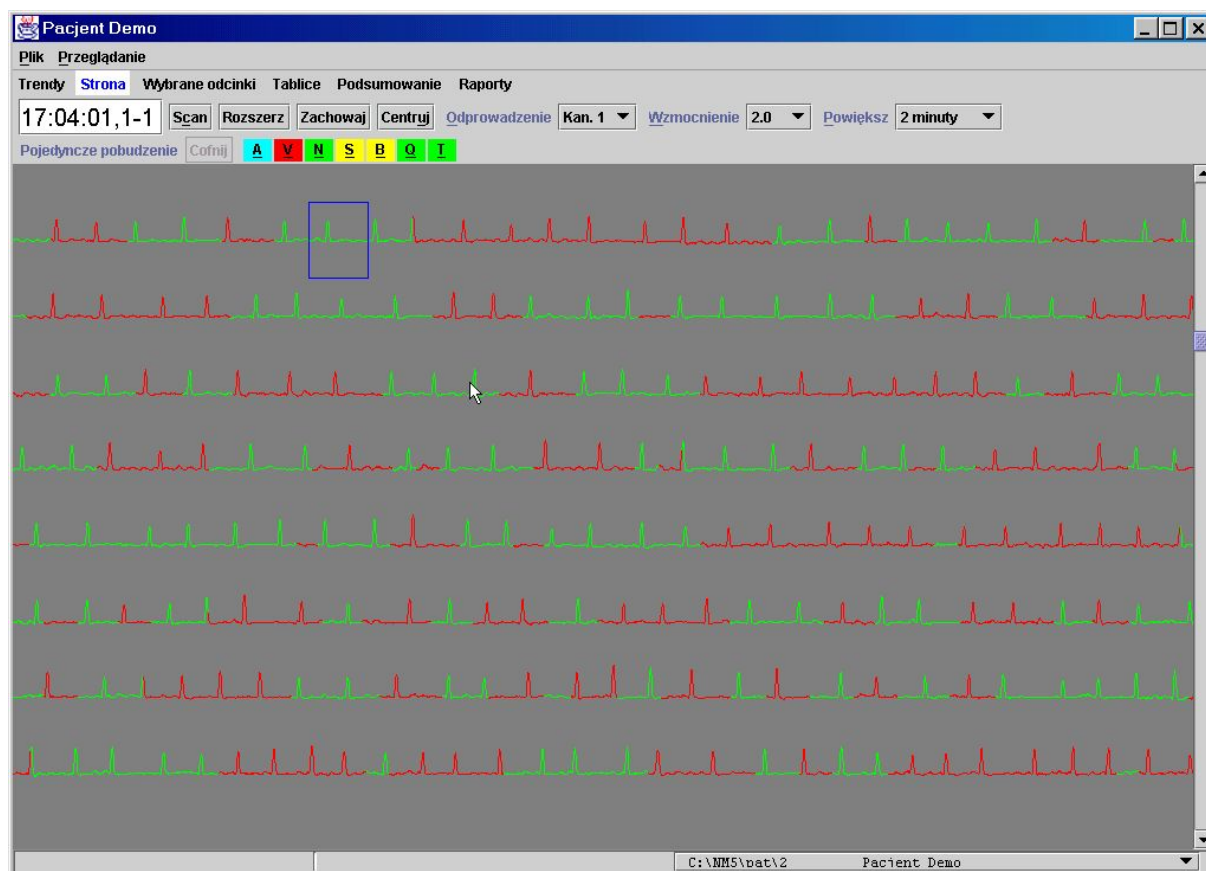 Pacjent Demo
Plik Przeglądanie
Trendy Strona Wybrane odcinki Tablice Podsumowanie Raporty
17:04:01,1-1 Scan Rozszerz Zachowaj Centruj Odprowadzenie Kan. 1 Wzmocnienie 2.0 Powiększ 2 minuty
Pojedyncze pobudzenie Cofnij A V N S B Q T
C:\NM5\pat\2 Pacjent Demo